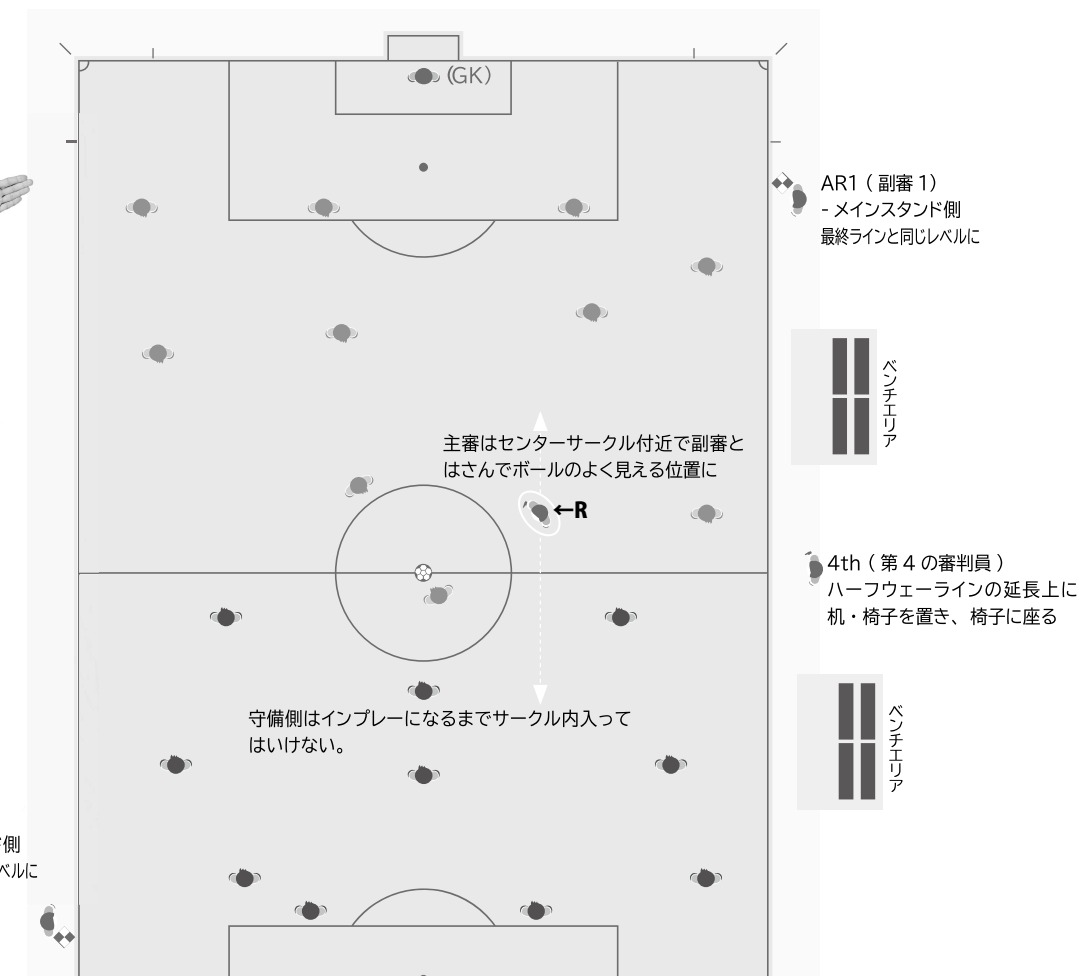 (GK)
AR1 ( 副審 1)
- メインスタンド側
最終ラインと同じレベルに
ベンチエリア
主審はセンターサークル付近で副審と
はさんでボールのよく見える位置に
←R
4th ( 第 4 の審判員 )
ハーフウェーラインの延長上に
机・椅子を置き、椅子に座る
守備側はインプレーになるまでサークル内入って
はいけない。
ベンチエリア
側
ベルに